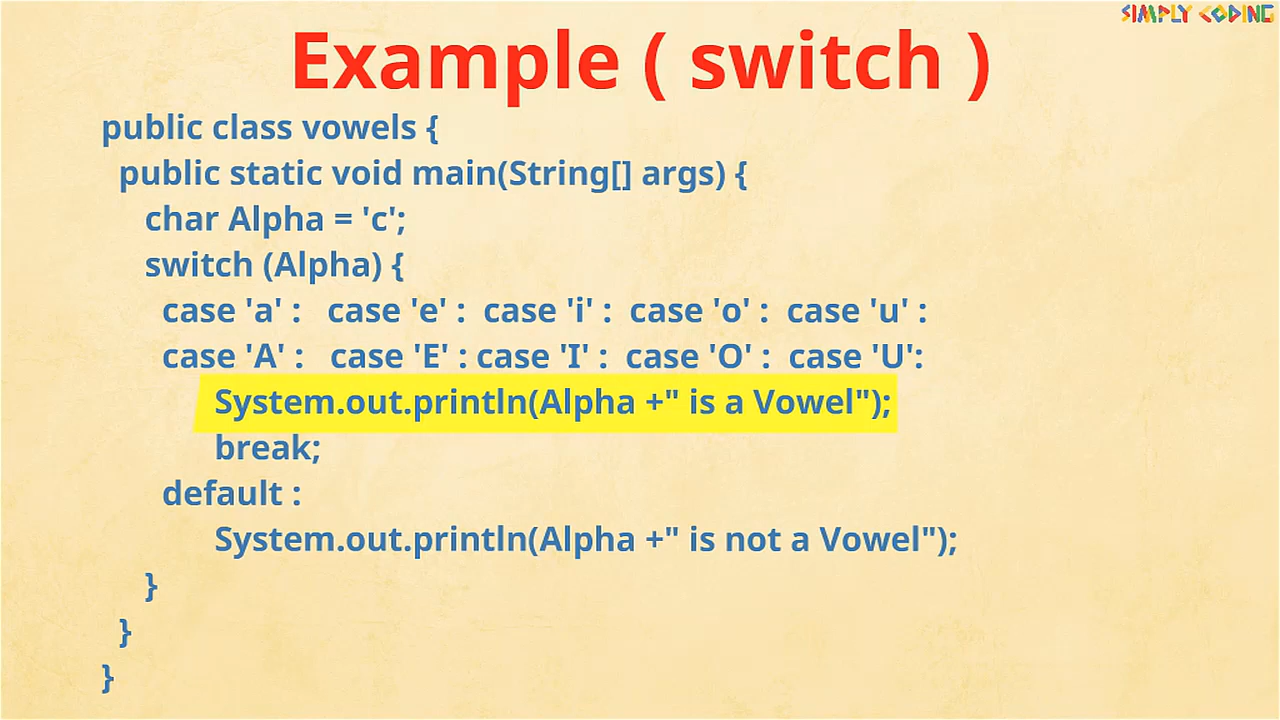 SIMPLY CODING
Example ( switch )
public class vowels {
public static void main(String[] args) {
char Alpha = 'c';
switch (Alpha) {
case 'a' : case 'e' : case 'i' : case 'o' : case 'u' :
case 'A' : case 'E' : case 'I' : case 'O' : case 'U':
System.out.println(Alpha +" is a Vowel");
break;
default :
System.out.println(Alpha +" is not a Vowel");
}
}
}